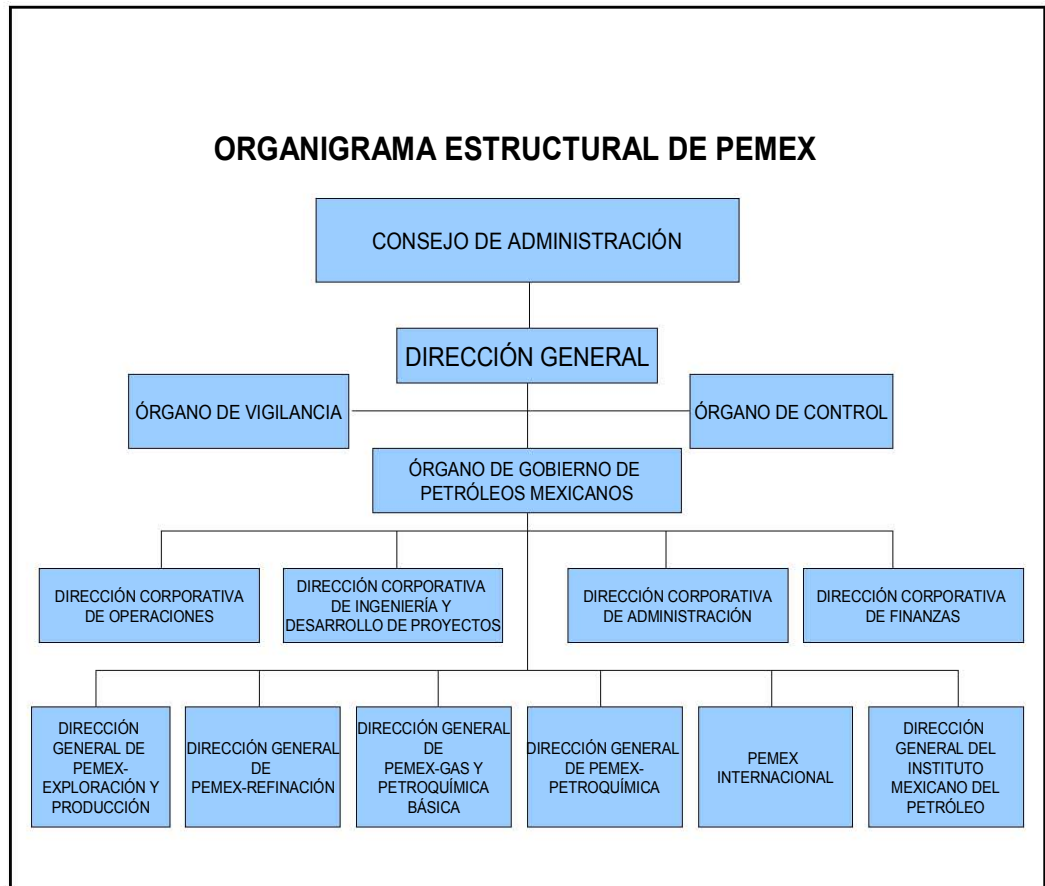 ORGANIGRAMA ESTRUCTURAL DE PEMEX
CONSEJO DE ADMINISTRACIÓN
DIRECCIÓN GENERAL
ÓRGANO DE VIGILANCIA
ÓRGANO DE CONTROL
ÓRGANO DE GOBIERNO DE
PETRÓLEOS MEXICANOS
DIRECCIÓN CORPORATIVA
DE OPERACIONES
DIRECCIÓN CORPORATIVA
DE INGENIERÍA Y
DESARROLLO DE PROYECTOS
DIRECCIÓN CORPORATIVA
DE ADMINISTRACIÓN
DIRECCIÓN CORPORATIVA
DE FINANZAS
DIRECCIÓN
GENERAL DE
PEMEX-
EXPLORACIÓN Y
PRODUCCIÓN
DIRECCIÓN GENERAL
DE
PEMEX-REFINACIÓN
DIRECCIÓN GENERAL
DE
PEMEX-GAS Y
PETROQUÍMICA
BÁSICA
DIRECCIÓN GENERAL
DE PEMEX-
PETROQUÍMICA
PEMEX
INTERNACIONAL
DIRECCIÓN
GENERAL DEL
INSTITUTO
MEXICANO DEL
PETRÓLEO